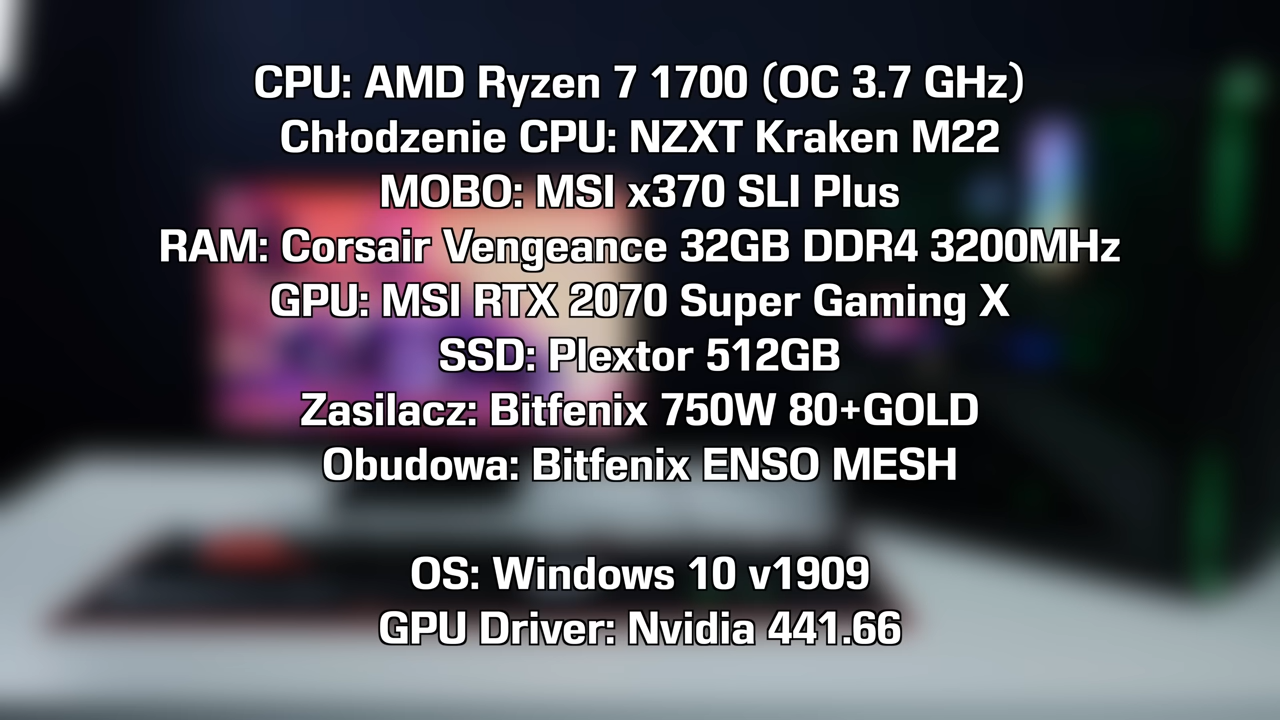 CPU: AMD Ryzen 7 1700 (OC 3.7 GHz)
Chłodzenie CPU: NZXT Kraken M22
MOBO: MSI x370 SLI Plus
RAM: Corsair Vengeance 32GB DDR4 3200MHz
GPU: MSI RTX 2070 Super Gaming X
SSD: Plextor 512GB
Zasilacz: Bitfenix 750W 80+GOLD
Obudowa: Bitfenix ENSO MESH
OS: Windows 10 v1909
GPU Driver: Nvidia 441.66